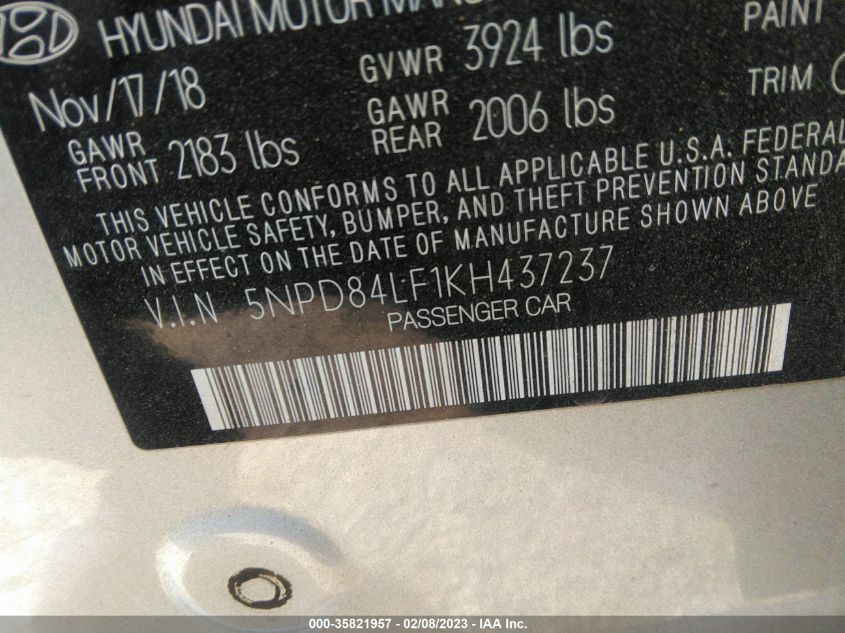 HYUNDAI MOTOR
Nov/17/18 GVWR 3924 lbs PAINT
GAWR FRONT 2183 lbs GAWR REAR 2006 lbs TRIM
THIS VEHICLE CONFORMS TO ALL APPLICABLE U.S.A. FEDERAL
MOTOR VEHICLE SAFETY, BUMPER, AND THEFT PREVENTION STANDA
IN EFFECT ON THE DATE OF MANUFACTURE SHOWN ABOVE
V.I.N 5NPD84LF1KH437237
PASSENGER CAR
000-35821957 - 02/08/2023 - IAA Inc.